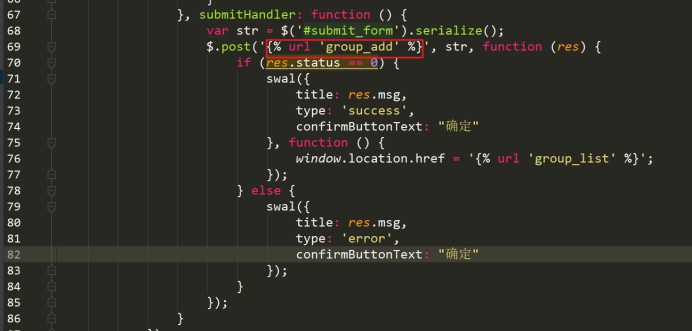 66 }
67 }, submitHandler: function () {
68 var str = $('#submit_form').serialize();
69 $.post('{% url 'group_add' %}', str, function (res) {
70 if (res.status == 0) {
71 swal({
72 title: res.msg,
73 type: 'success',
74 confirmButtonText: "确定"
75 }, function () {
76 window.location.href = '{% url 'group_list' %}';
77 });
78 } else {
79 swal({
80 title: res.msg,
81 type: 'error',
82 confirmButtonText: "确定"
83 });
84 }
85 });
86 }